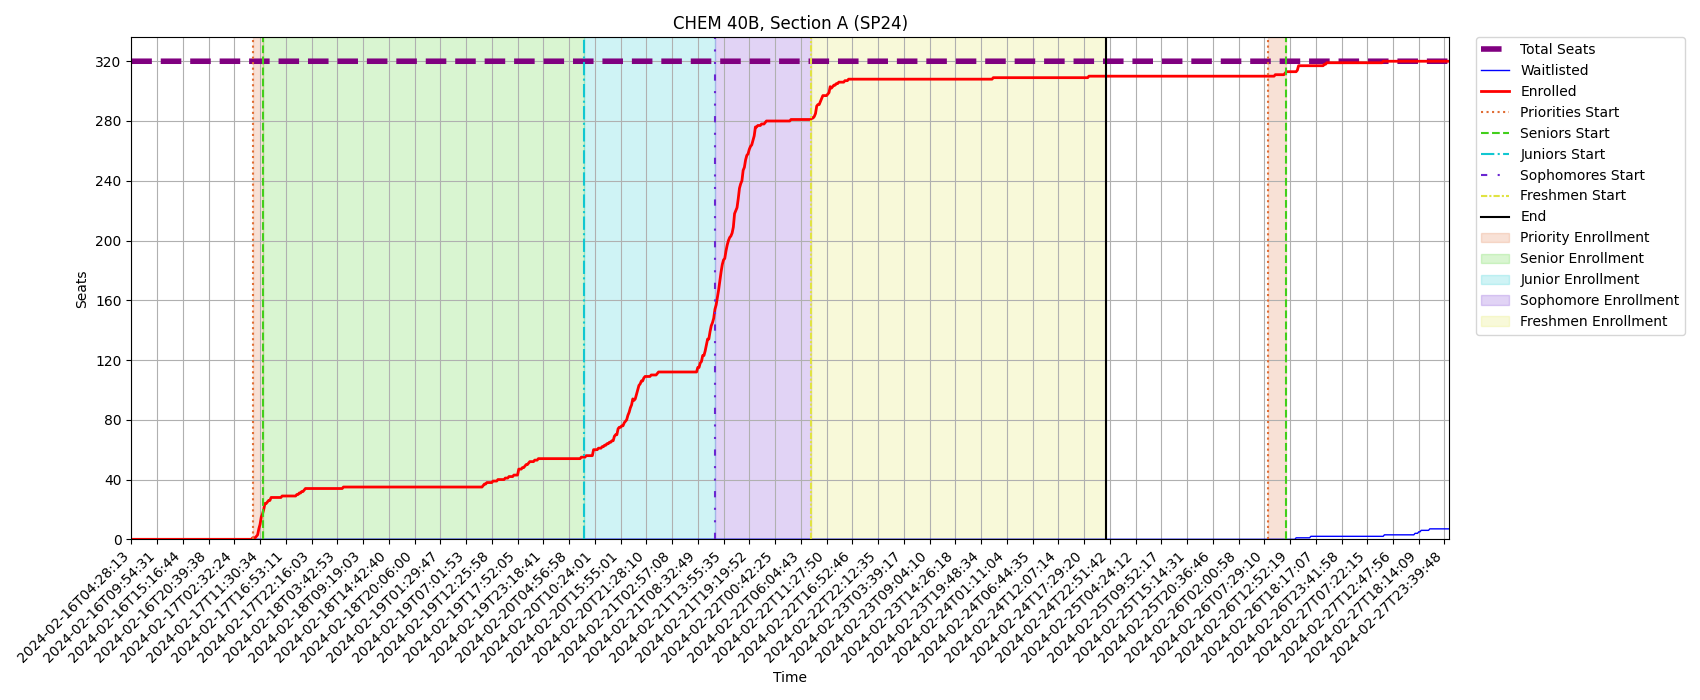 CHEM 40B, Section A (SP24)
Seats
320
280
240
200
160
120
80
40
0
2024-02-16T04:28:13
2024-02-16T09:54:31
2024-02-16T15:16:44
2024-02-16T20:39:38
2024-02-17T02:32:24
2024-02-17T11:30:34
2024-02-17T16:53:11
2024-02-17T22:16:03
2024-02-18T03:42:53
2024-02-18T09:19:03
2024-02-18T14:42:40
2024-02-18T20:06:00
2024-02-19T01:29:47
2024-02-19T07:01:53
2024-02-19T12:25:58
2024-02-19T17:52:05
2024-02-19T23:18:41
2024-02-20T04:56:58
2024-02-20T10:24:01
2024-02-20T15:55:01
2024-02-20T21:28:10
2024-02-21T02:57:08
2024-02-21T08:32:49
2024-02-21T13:55:35
2024-02-21T19:19:52
2024-02-22T00:42:25
2024-02-22T06:04:43
2024-02-22T11:27:50
2024-02-22T16:52:46
2024-02-22T22:12:35
2024-02-23T03:39:17
2024-02-23T09:04:10
2024-02-23T14:26:18
2024-02-23T19:48:34
2024-02-24T01:11:04
2024-02-24T06:44:35
2024-02-24T12:07:14
2024-02-24T17:29:20
2024-02-24T22:51:42
2024-02-25T04:24:12
2024-02-25T09:52:17
2024-02-25T15:14:31
2024-02-25T20:36:46
2024-02-26T02:00:58
2024-02-26T07:29:10
2024-02-26T12:52:19
2024-02-26T18:17:07
2024-02-26T23:41:58
2024-02-27T07:22:15
2024-02-27T12:47:56
2024-02-27T18:14:09
2024-02-27T23:39:48
Time
Total Seats
Waitlisted
Enrolled
Priorities Start
Seniors Start
Juniors Start
Sophomores Start
Freshmen Start
End
Priority Enrollment
Senior Enrollment
Junior Enrollment
Sophomore Enrollment
Freshmen Enrollment